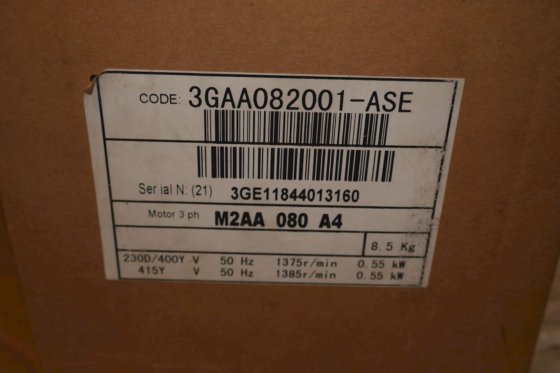 CODE: 3GAA082001-ASE
Serial N: (21) 3GE11844013160
Motor 3 ph M2AA 080 A4
8.5 Kg
230D/400Y V 50 Hz 1375r/min 0.55 kW
415Y V 50 Hz 1385r/min 0.55 kW